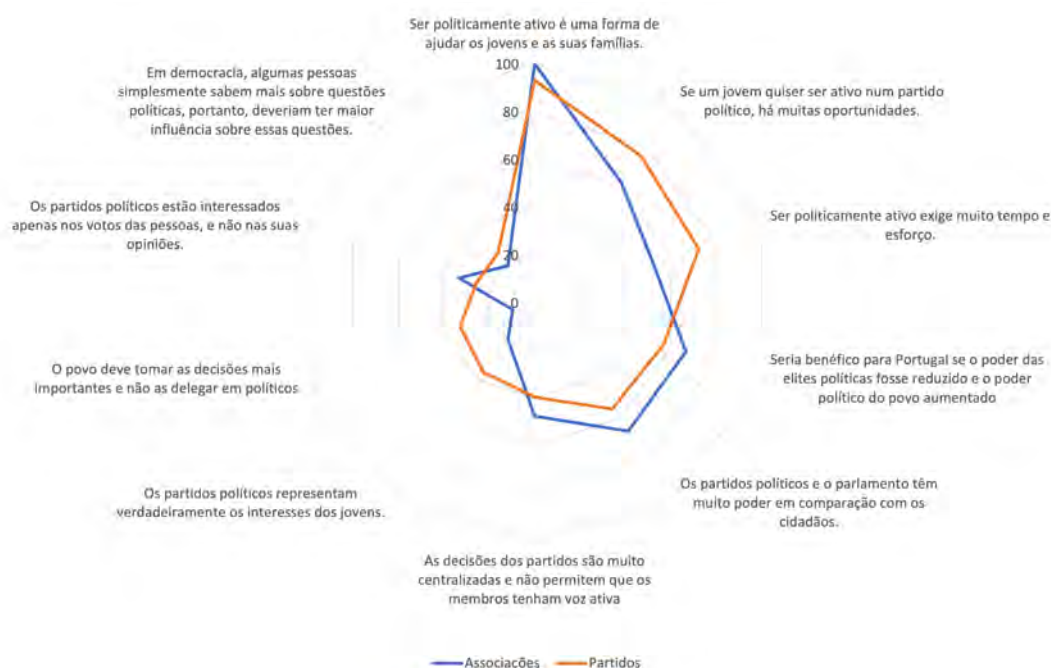 Ser politicamente ativo é uma forma de
ajudar os jovens e as suas famílias.
Em democracia, algumas pessoas
simplesmente sabem mais sobre questões
políticas, portanto, deveriam ter maior
influência sobre essas questões.
Se um jovem quiser ser ativo num partido
político, há muitas oportunidades.
Os partidos políticos estão interessados
apenas nos votos das pessoas, e não nas suas
opiniões.
Ser politicamente ativo exige muito tempo e
esforço.
100
80
60
40
20
0
O povo deve tomar as decisões mais
importantes e não as delegar em políticos
Seria benéfico para Portugal se o poder das
elites políticas fosse reduzido e o poder
político do povo aumentado
Os partidos políticos representam
verdadeiramente os interesses dos jovens.
Os partidos políticos e o parlamento têm
muito poder em comparação com os
cidadãos.
As decisões dos partidos são muito
centralizadas e não permitem que os
membros tenham voz ativa
Associações
Partidos